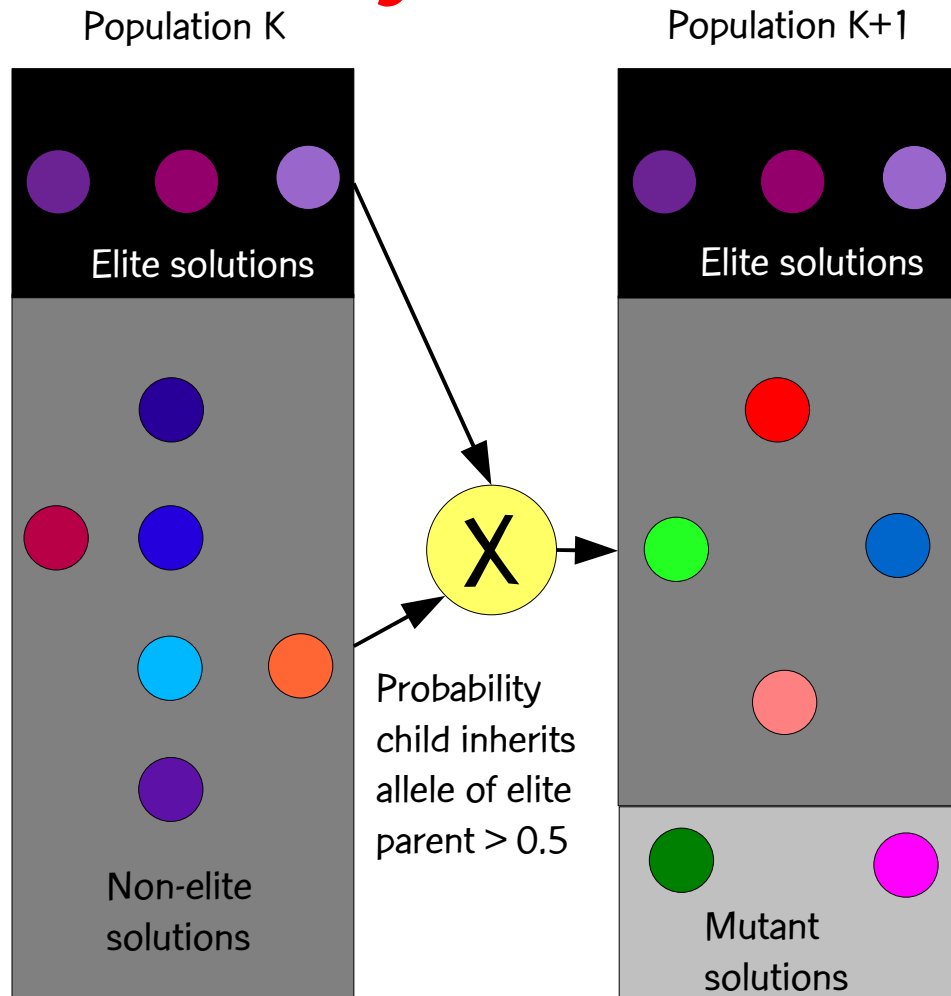 Population K
Population K+1
Elite solutions
Elite solutions
X
Probability
child inherits
allele of elite
parent > 0.5
Non-elite
solutions
Mutant
solutions